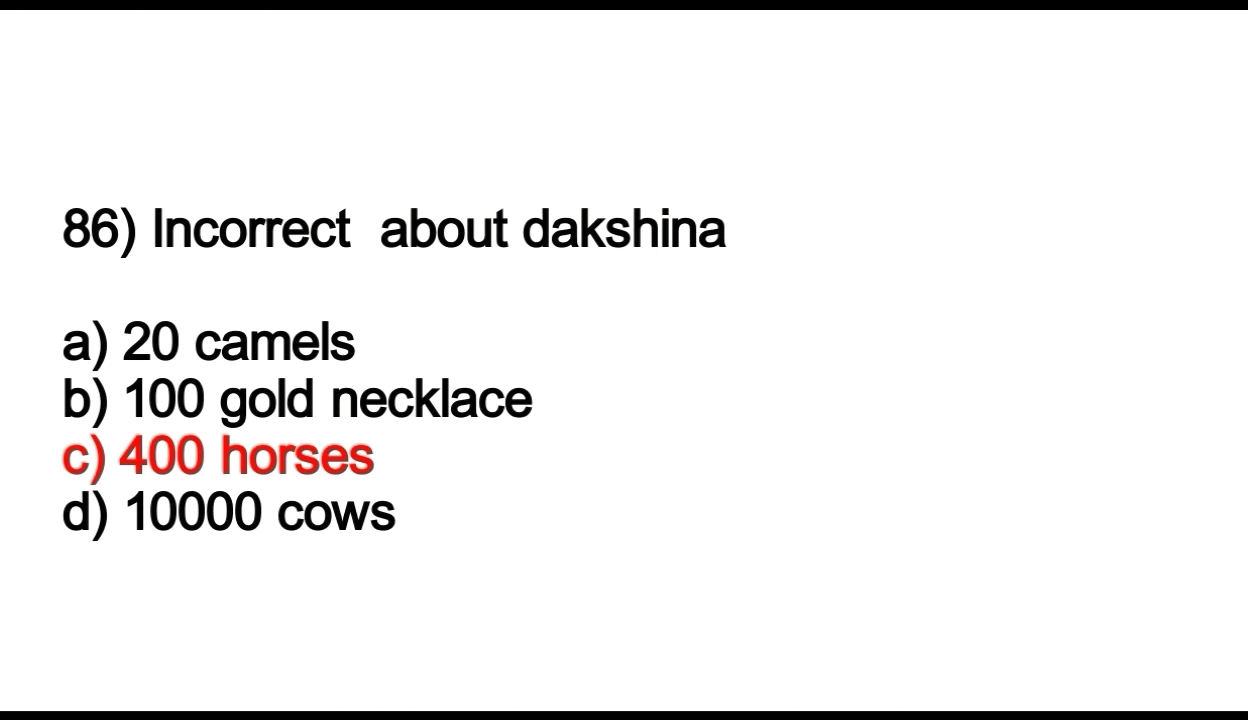 86) Incorrect about dakshina
a) 20 camels
b) 100 gold necklace
c) 400 horses
d) 10000 cows